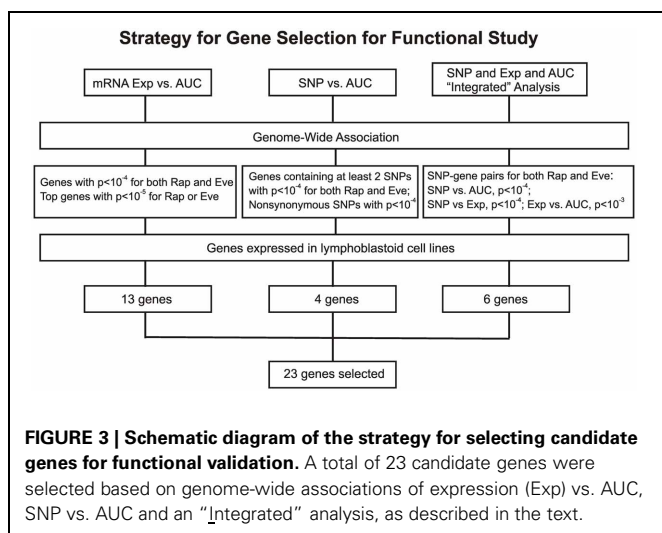 Strategy for Gene Selection for Functional Study
mRNA Exp vs. AUC
SNP vs. AUC
SNP and Exp and AUC
“Integrated” Analysis
Genome-Wide Association
Genes with p<10⁻⁴ for both Rap and Eve
Top genes with p<10⁻⁵ for Rap or Eve
Genes containing at least 2 SNPs
with p<10⁻⁴ for both Rap and Eve;
Nonsynonymous SNPs with p<10⁻⁴
SNP-gene pairs for both Rap and Eve:
SNP vs. AUC, p<10⁻⁴;
SNP vs Exp, p<10⁻⁴; Exp vs. AUC, p<10⁻³
Genes expressed in lymphoblastoid cell lines
13 genes
4 genes
6 genes
23 genes selected
FIGURE 3 | Schematic diagram of the strategy for selecting candidate
genes for functional validation. A total of 23 candidate genes were
selected based on genome-wide associations of expression (Exp) vs. AUC,
SNP vs. AUC and an “Integrated” analysis, as described in the text.